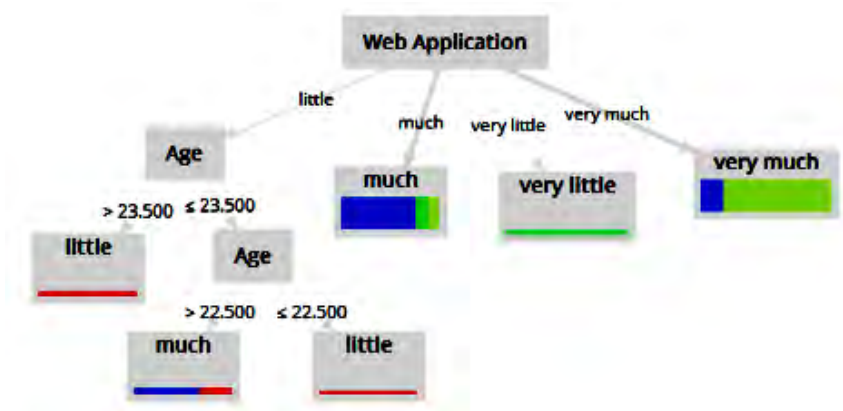 Web Application
little
much
very little
very much
Age
much
very little
very much
> 23.500
≤ 23.500
little
Age
> 22.500
≤ 22.500
much
little